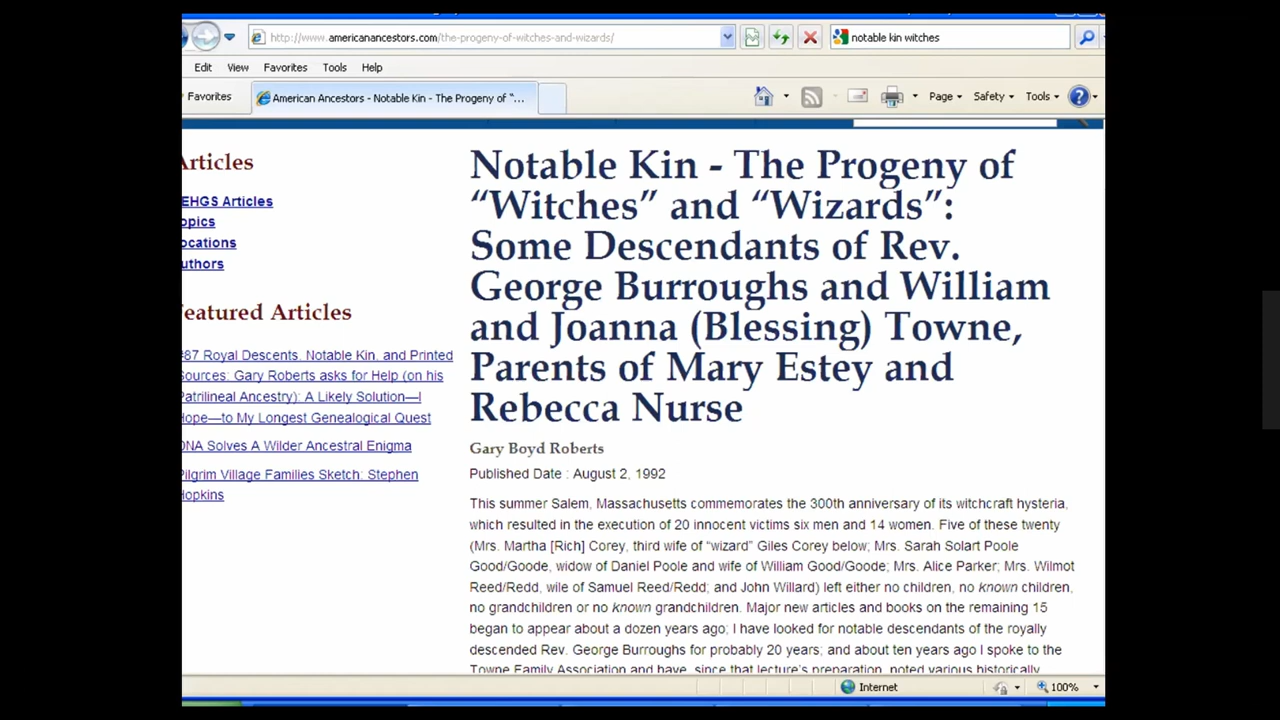 http://www.americanancestors.com/the-progeny-of-witches-and-wizards/
notable kin witches
Edit View Favorites Tools Help
Favorites
American Ancestors - Notable Kin - The Progeny of “...
Page Safety Tools
Articles
EHGS Articles
opics
ocations
uthors
eatured Articles
#87 Royal Descents, Notable Kin, and Printed
Sources: Gary Roberts asks for Help (on his
Patrilineal Ancestry): A Likely Solution—I
Hope—to My Longest Genealogical Quest
DNA Solves A Wilder Ancestral Enigma
Pilgrim Village Families Sketch: Stephen
Hopkins
Notable Kin - The Progeny of
“Witches” and “Wizards”:
Some Descendants of Rev.
George Burroughs and William
and Joanna (Blessing) Towne,
Parents of Mary Estey and
Rebecca Nurse
Gary Boyd Roberts
Published Date : August 2, 1992
This summer Salem, Massachusetts commemorates the 300th anniversary of its witchcraft hysteria,
which resulted in the execution of 20 innocent victims six men and 14 women. Five of these twenty
(Mrs. Martha [Rich] Corey, third wife of “wizard” Giles Corey below; Mrs. Sarah Solart Poole
Good/Goode, widow of Daniel Poole and wife of William Good/Goode; Mrs. Alice Parker; Mrs. Wilmot
Reed/Redd, wile of Samuel Reed/Redd; and John Willard) left either no children, no known children,
no grandchildren or no known grandchildren. Major new articles and books on the remaining 15
began to appear about a dozen years ago; I have looked for notable descendants of the royally
descended Rev. George Burroughs for probably 20 years; and about ten years ago I spoke to the
Towne Family Association and have, since that lecture's preparation, noted various historically
Internet
100%